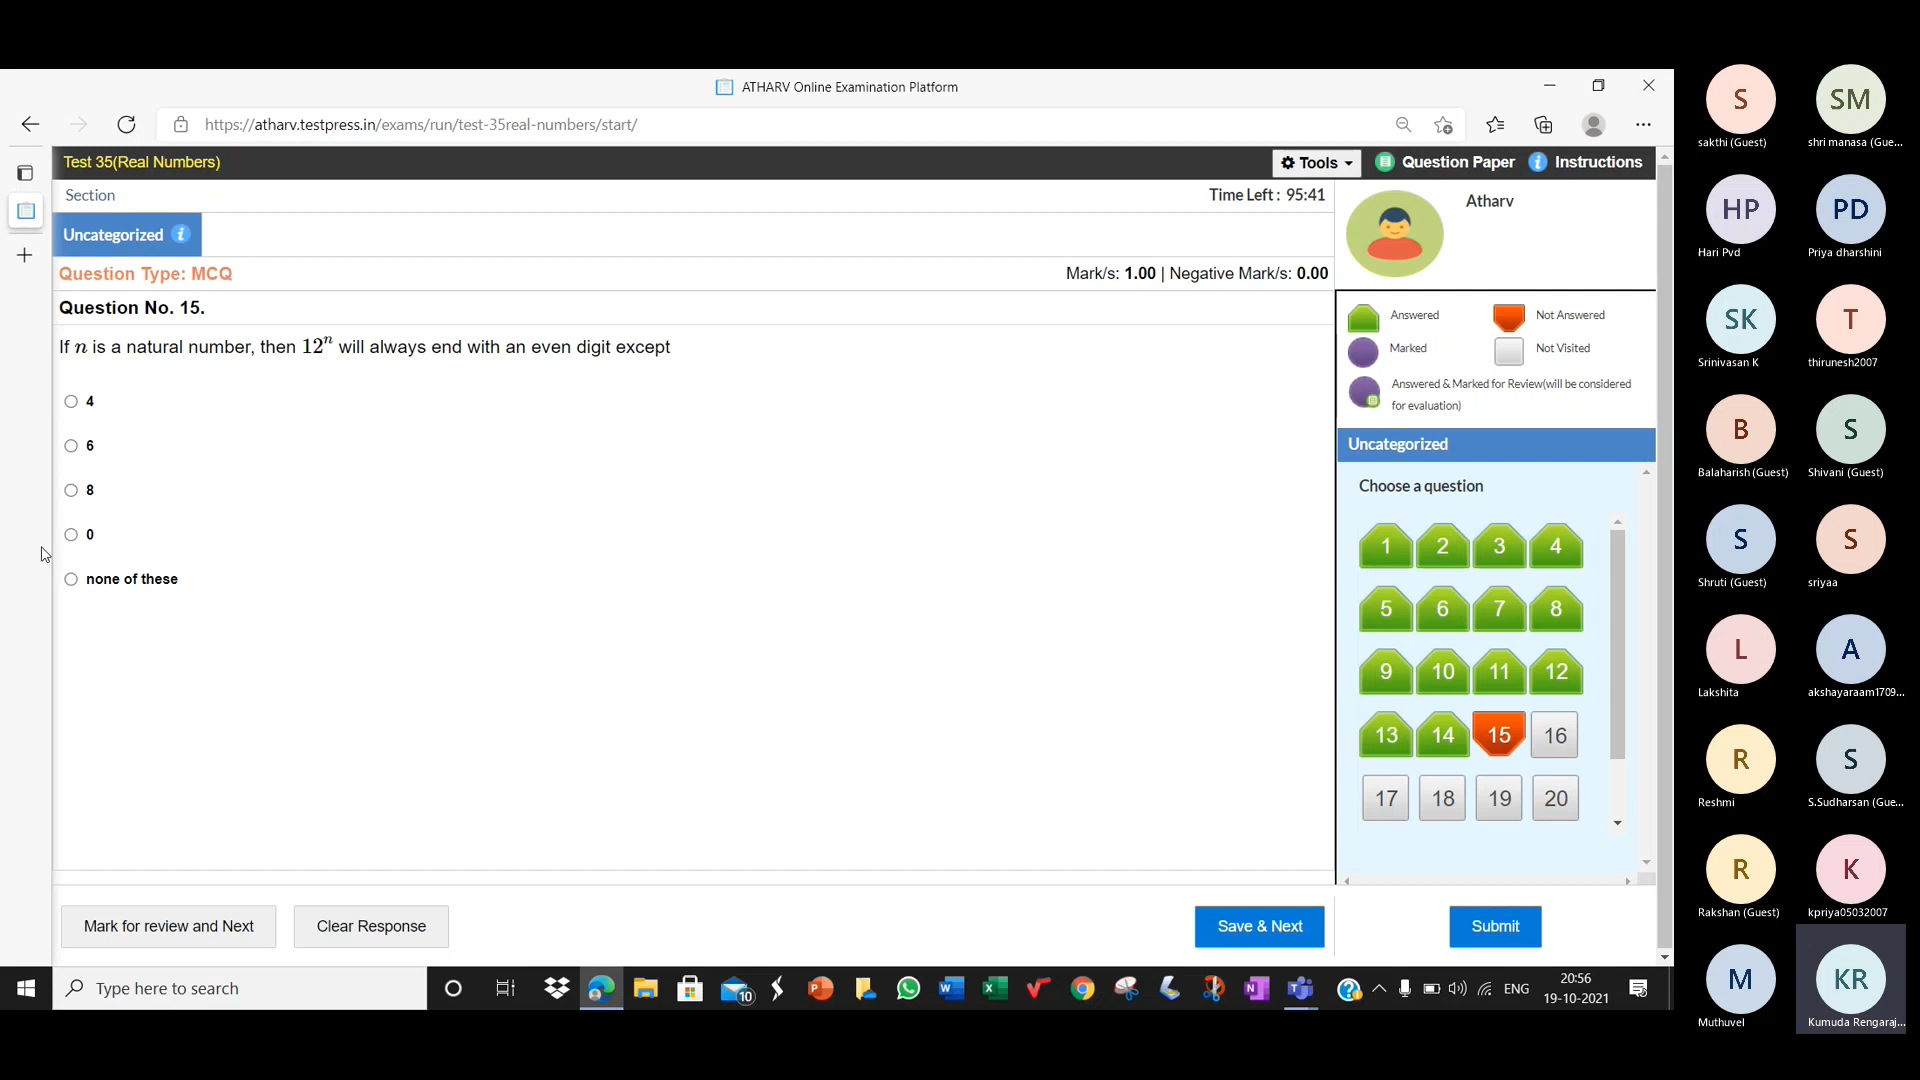 ATHARV Online Examination Platform
https://atharv.testpress.in/exams/run/test-35real-numbers/start/
Test 35(Real Numbers)
Tools
Question Paper
Instructions
Section
Time Left : 95:41
Uncategorized
Question Type: MCQ
Mark/s: 1.00 | Negative Mark/s: 0.00
Question No. 15.
If n is a natural number, then 12ⁿ will always end with an even digit except
4
6
8
0
none of these
Mark for review and Next
Clear Response
Save & Next
Atharv
Answered
Not Answered
Marked
Not Visited
Answered & Marked for Review(will be considered
for evaluation)
Uncategorized
Choose a question
1 2 3 4
5 6 7 8
9 10 11 12
13 14 15 16
17 18 19 20
Submit
Type here to search
10
ENG
20:56
19-10-2021
S
sakthi (Guest)
SM
shri manasa (Gue...
HP
Hari Pvd
PD
Priya dharshini
SK
Srinivasan K
T
thirunesh2007
B
Balaharish (Guest)
S
Shivani (Guest)
S
Shruti (Guest)
S
sriyaa
L
Lakshita
A
akshayaraam1709...
R
Reshmi
S
S.Sudharsan (Gue...
R
Rakshan (Guest)
K
kpriya05032007
M
Muthuvel
KR
Kumuda Rengaraj...